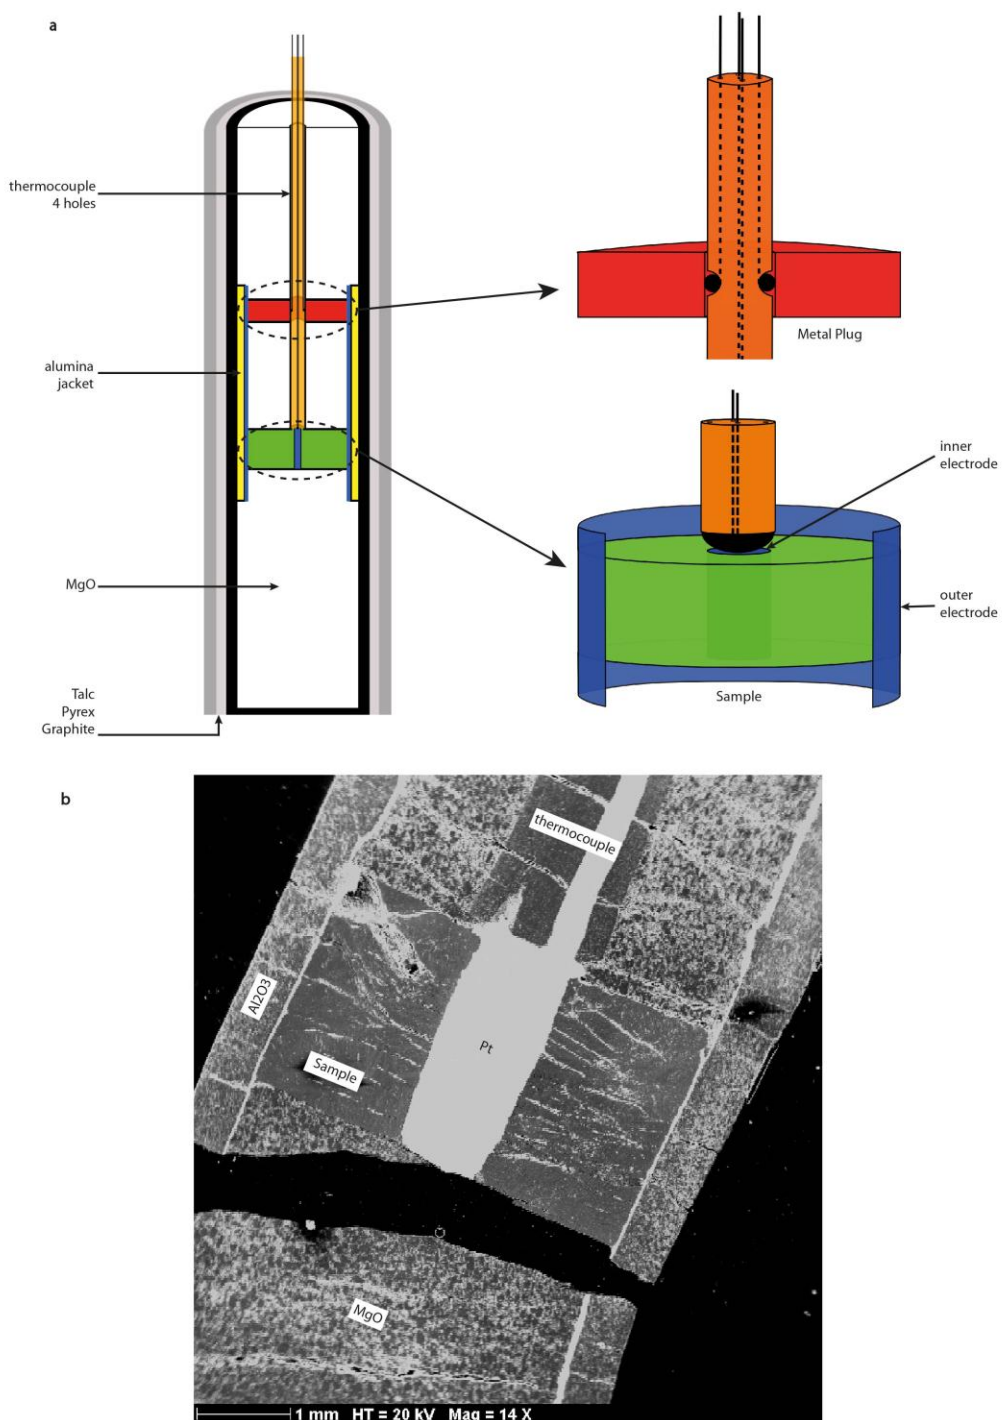 a
thermocouple
4 holes
Metal Plug
alumina
jacket
inner
electrode
MgO
outer
electrode
Sample
Talc
Pyrex
Graphite
b
thermocouple
Al2O3
Pt
Sample
MgO
1 mm HT = 20 kV Mag = 14 X